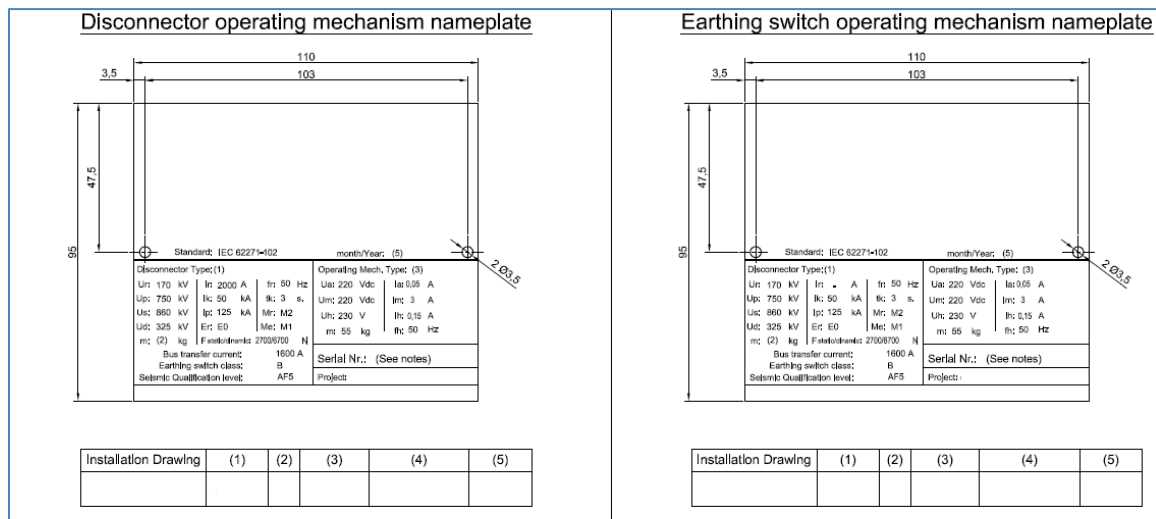 Disconnector operating mechanism nameplate
110
3,5 103
47,5
95
2 Ø3,5
Standard: IEC 62271-102 month/Year: (5)
Disconnector Type:(1) Operating Mech. Type: (3)
Ur: 170 kV Ir: 2000 A fr: 50 Hz Ua: 220 Vdc Ia: 0,05 A
Up: 750 kV Ik: 50 kA tk: 3 s. Um: 220 Vdc Im: 3 A
Us: 860 kV Ip: 125 kA Mr: M2 Uh: 230 V Ih: 0,15 A
Ud: 325 kV Er: E0 Me: M1 m: 55 kg fh: 50 Hz
m: (2) kg F static/dinamic: 2700/6700 N
Bus transfer current: 1600 A
Earthing switch class: B
Serial Nr.: (See notes)
Seismic Qualification level: AF5 Project:
Installation Drawing (1) (2) (3) (4) (5)
Earthing switch operating mechanism nameplate
110
3,5 103
47,5
95
2 Ø3,5
Standard: IEC 62271-102 month/Year: (5)
Disconnector Type:(1) Operating Mech. Type: (3)
Ur: 170 kV Ir: - A fr: 50 Hz Ua: 220 Vdc Ia: 0,05 A
Up: 750 kV Ik: 50 kA tk: 3 s. Um: 220 Vdc Im: 3 A
Us: 860 kV Ip: 125 kA Mr: M2 Uh: 230 V Ih: 0,15 A
Ud: 325 kV Er: E0 Me: M1 m: 55 kg fh: 50 Hz
m: (2) kg F static/dinamic: 2700/6700 N
Bus transfer current: 1600 A
Earthing switch class: B
Serial Nr.: (See notes)
Seismic Qualification level: AF5 Project:
Installation Drawing (1) (2) (3) (4) (5)